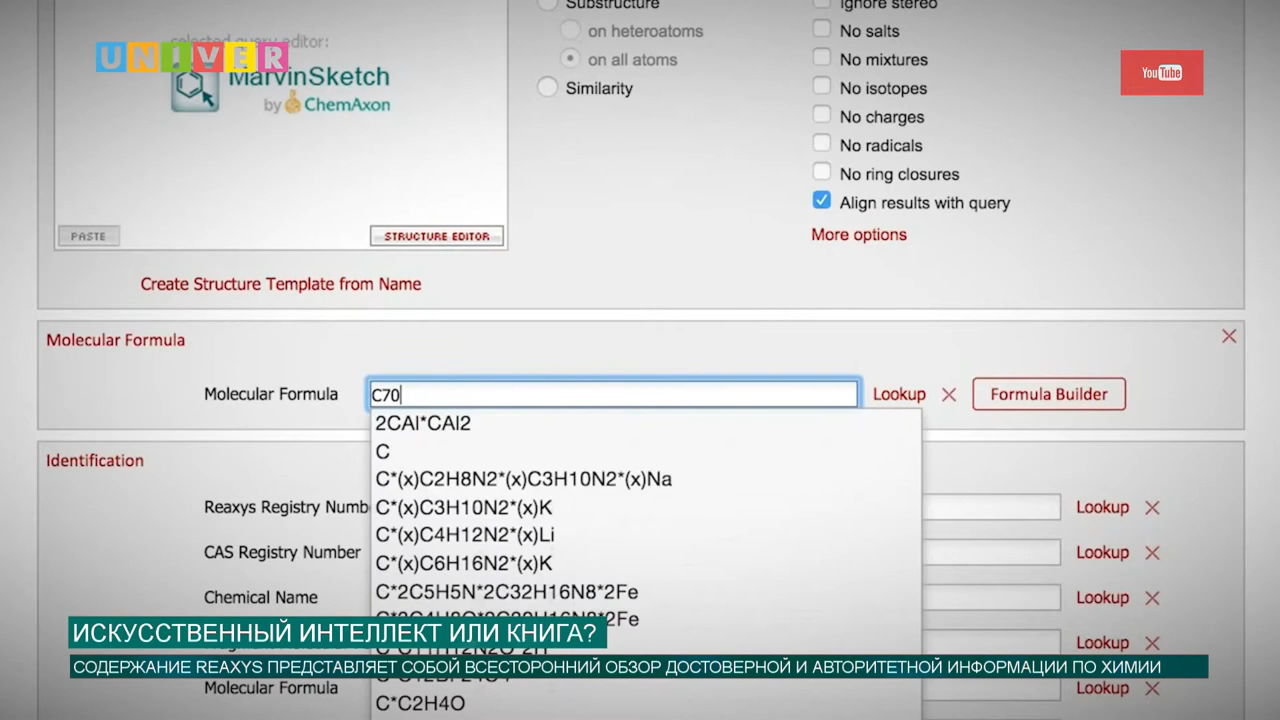 Substructure
Ignore stereo
on heteroatoms
No salts
selected query editor:
UNIVER
YouTube
on all atoms
No mixtures
MarvinSketch
Similarity
No isotopes
by ChemAxon
No charges
No radicals
No ring closures
Align results with query
PASTE
STRUCTURE EDITOR
More options
Create Structure Template from Name
Molecular Formula
Molecular Formula
C70
Lookup
Formula Builder
2CAl*CAl2
C
Identification
C*(x)C2H8N2*(x)C3H10N2*(x)Na
Reaxys Registry Numb
C*(x)C3H10N2*(x)K
Lookup
C*(x)C4H12N2*(x)Li
CAS Registry Number
C*(x)C6H16N2*(x)K
Lookup
C*2C5H5N*2C32H16N8*2Fe
Chemical Name
Lookup
ИСКУССТВЕННЫЙ ИНТЕЛЛЕКТ ИЛИ КНИГА?
Lookup
СОДЕРЖАНИЕ REAXYS ПРЕДСТАВЛЯЕТ СОБОЙ ВСЕСТОРОННИЙ ОБЗОР ДОСТОВЕРНОЙ И АВТОРИТЕТНОЙ ИНФОРМАЦИИ ПО ХИМИИ
Molecular Formula
Lookup
C*C2H4O